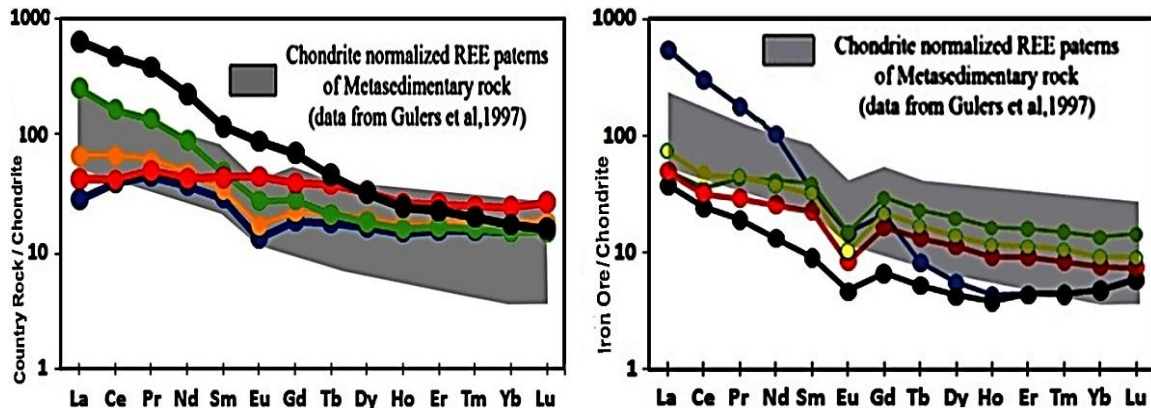 1000
100
10
1
Country Rock / Chondrite
Chondrite normalized REE paterns
of Metasedimentary rock
(data from Gulers et al,1997)
La Ce Pr Nd Sm Eu Gd Tb Dy Ho Er Tm Yb Lu
1000
100
10
1
Iron Ore/Chondrite
Chondrite normalized REE paterns
of Metasedimentary rock
(data from Gulers et al,1997)
La Ce Pr Nd Sm Eu Gd Tb Dy Ho Er Tm Yb Lu